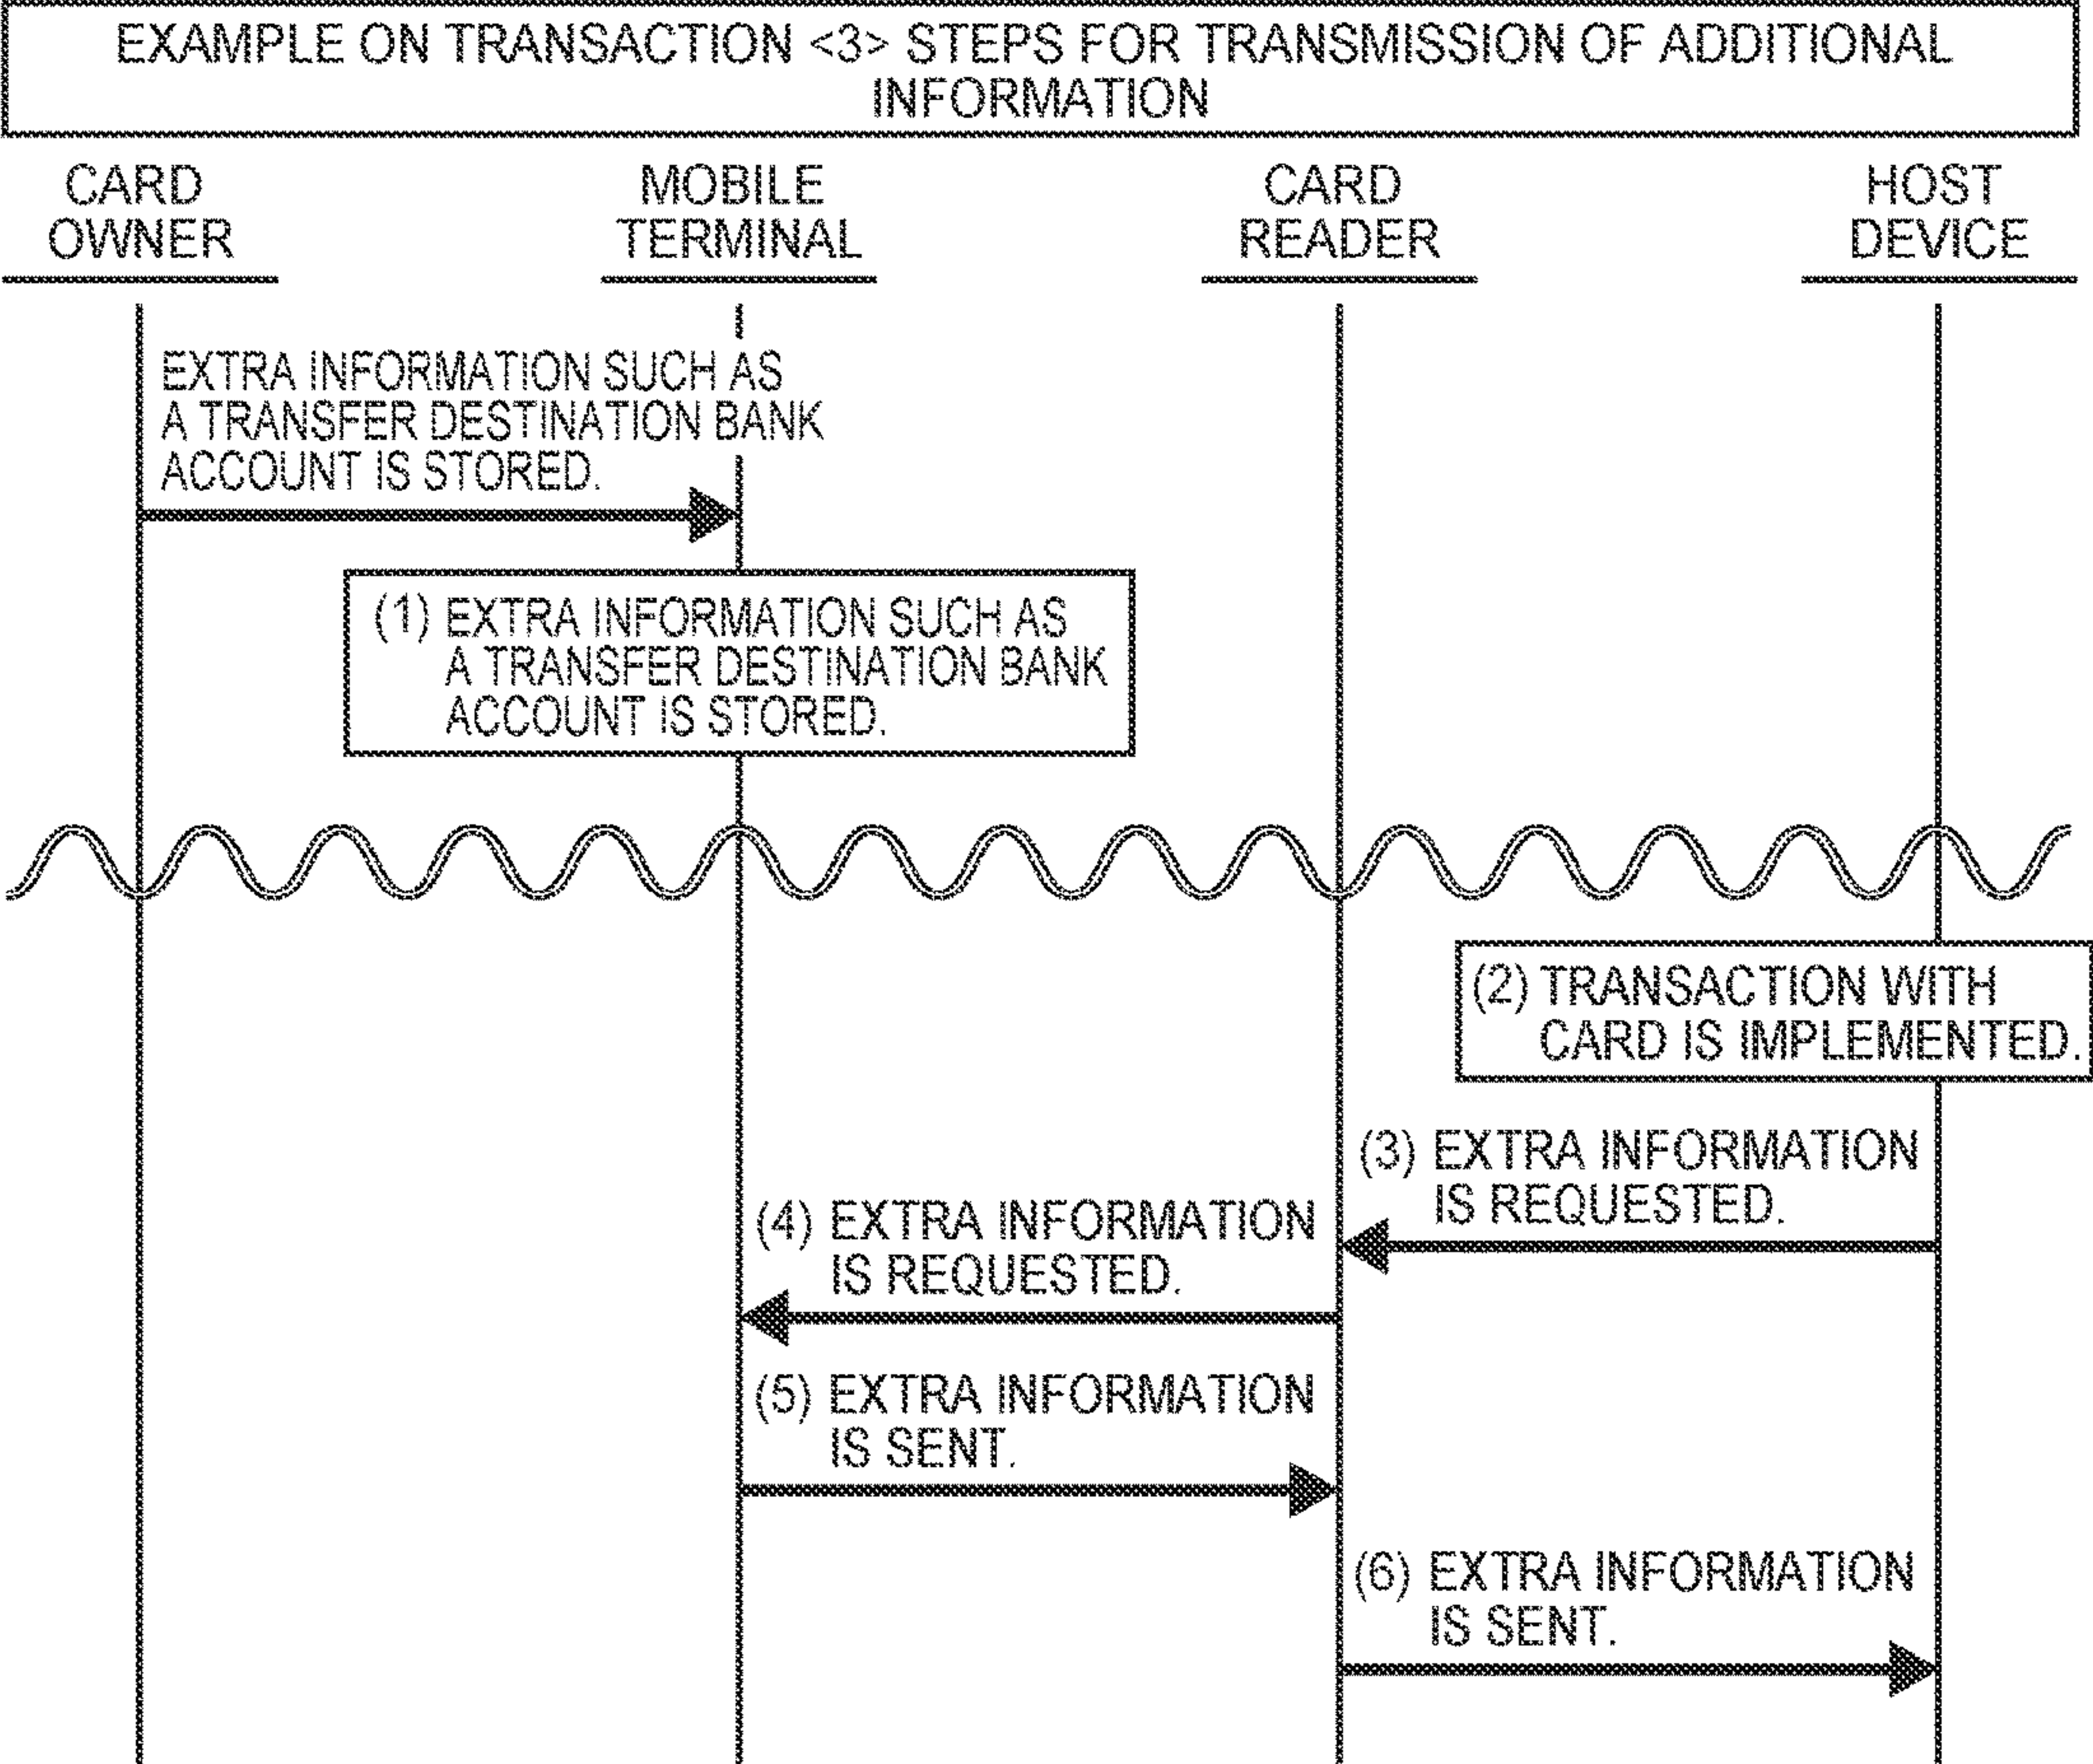 EXAMPLE ON TRANSACTION <3> STEPS FOR TRANSMISSION OF ADDITIONAL
INFORMATION
CARD
OWNER
MOBILE
TERMINAL
CARD
READER
HOST
DEVICE
EXTRA INFORMATION SUCH AS
A TRANSFER DESTINATION BANK
ACCOUNT IS STORED.
(1) EXTRA INFORMATION SUCH AS
A TRANSFER DESTINATION BANK
ACCOUNT IS STORED.
(2) TRANSACTION WITH
CARD IS IMPLEMENTED.
(3) EXTRA INFORMATION
IS REQUESTED.
(4) EXTRA INFORMATION
IS REQUESTED.
(5) EXTRA INFORMATION
IS SENT.
(6) EXTRA INFORMATION
IS SENT.